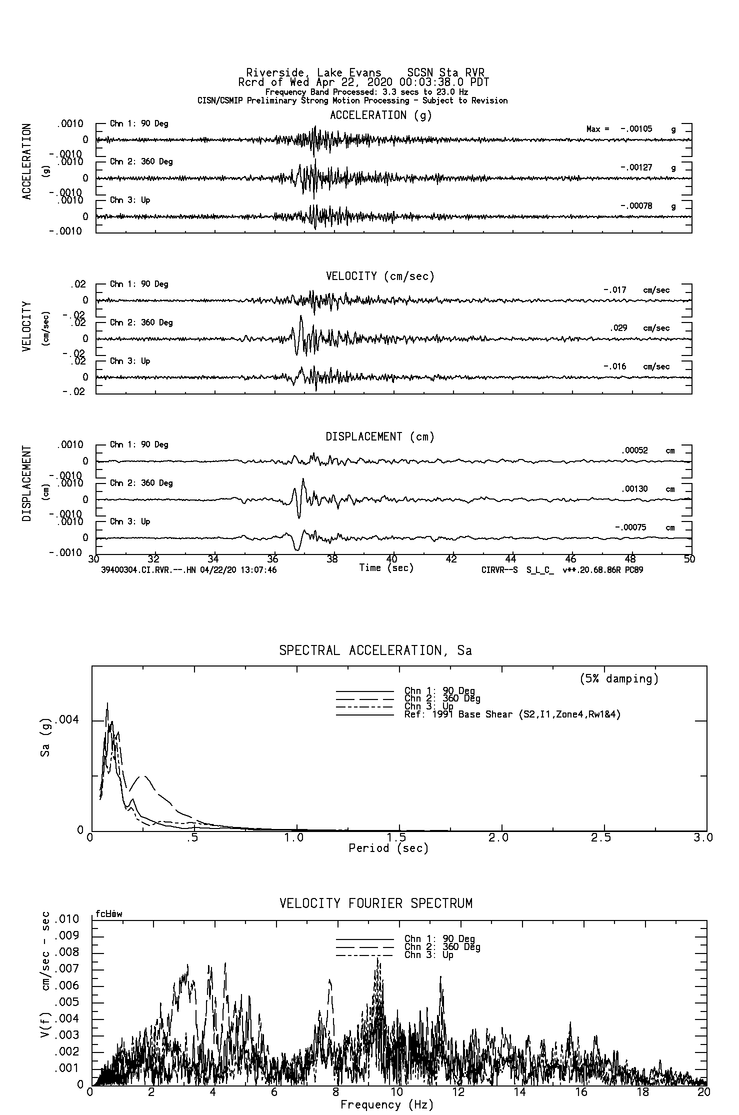 Riverside, Lake Evans    SCSN Sta RVR
Rcrd of Wed Apr 22, 2020 00:03:38.0 PDT
Frequency Band Processed: 3.3 secs to 23.0 Hz
CISN/CSMIP Preliminary Strong Motion Processing - Subject to Revision
ACCELERATION (g)
ACCELERATION
(g)
.0010
0
-.0010
Chn 1: 90 Deg
Max = -.00105 g
.0010
0
-.0010
Chn 2: 360 Deg
-.00127 g
.0010
0
-.0010
Chn 3: Up
-.00078 g
VELOCITY (cm/sec)
VELOCITY
(cm/sec)
.02
0
-.02
Chn 1: 90 Deg
-.017 cm/sec
.02
0
-.02
Chn 2: 360 Deg
.029 cm/sec
.02
0
-.02
Chn 3: Up
-.016 cm/sec
DISPLACEMENT (cm)
DISPLACEMENT
(cm)
.0010
0
-.0010
Chn 1: 90 Deg
.00052 cm
.0010
0
-.0010
Chn 2: 360 Deg
.00130 cm
.0010
0
-.0010
Chn 3: Up
-.00075 cm
30 32 34 36 38 40 42 44 46 48 50
Time (sec)
39400304.CI.RVR.--.HN 04/22/20 13:07:46
CIRVR--S S_L_C_ v**.20.68.86R PC89
SPECTRAL ACCELERATION, Sa
(5% damping)
Chn 1: 90 Deg
Chn 2: 360 Deg
Chn 3: Up
Ref: 1991 Base Shear (S2,I1,Zone4,Rw1&4)
Sa (g)
.004
0
0 .5 1.0 1.5 2.0 2.5 3.0
Period (sec)
VELOCITY FOURIER SPECTRUM
Chn 1: 90 Deg
Chn 2: 360 Deg
Chn 3: Up
V(f) cm/sec - sec
.010
.009
.008
.007
.006
.005
.004
.003
.002
.001
0
0 2 4 6 8 10 12 14 16 18 20
Frequency (Hz)